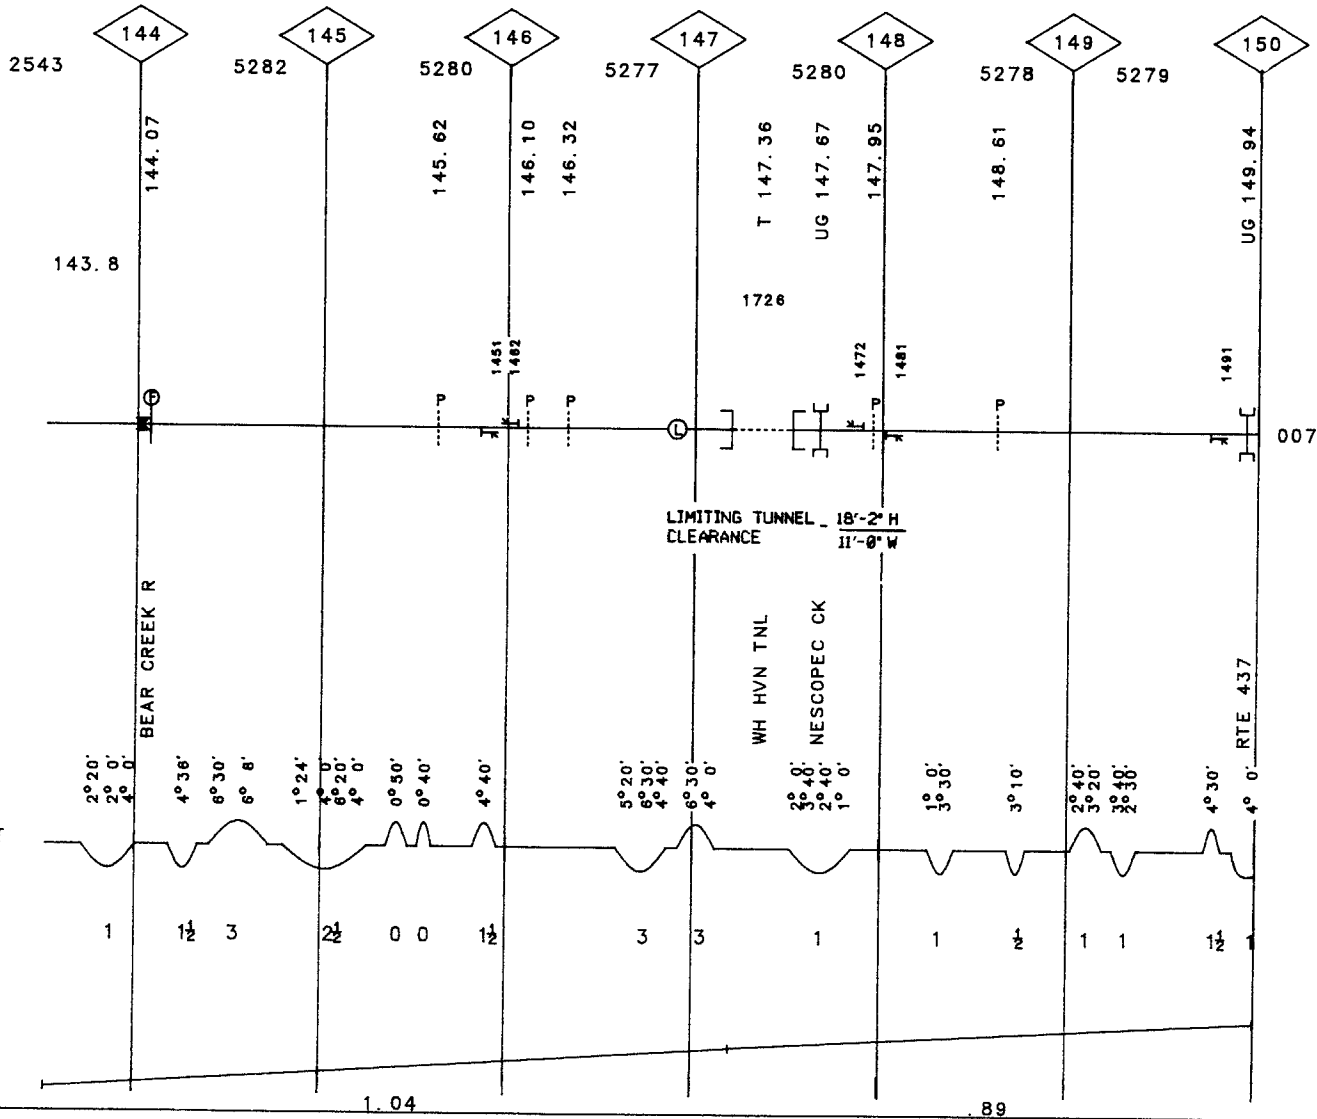 144 145 146 147 148 149 150
2543 5282 5280 5277 5280 5278 5279
144.07
145.62
146.10
146.32
T 147.36
UG 147.67
147.95
148.61
UG 149.94
143.8
1726
1451
1462
1472
1481
1491
F
P
P
P
L
P
P
007
LIMITING TUNNEL - 18'-2" H
CLEARANCE 11'-0" W
BEAR CREEK R
WH HVN TNL
NESCOPEC CK
RTE 437
2°20'
2° 0'
4° 0'
4°36'
6°30'
6° 8'
1°24'
4° 0'
6°20'
4° 0'
0°50'
0°40'
4°40'
5°20'
6°30'
4°40'
6°30'
4° 0'
2° 0'
3°40'
2°40'
1° 0'
1° 0'
3°30'
3°10'
2°40'
3°20'
3°40'
2°30'
4°30'
4° 0'
1 1½ 3 2½ 0 0 1½ 3 3 1 1 ½ 1 1 1½ 1
1.04 .89